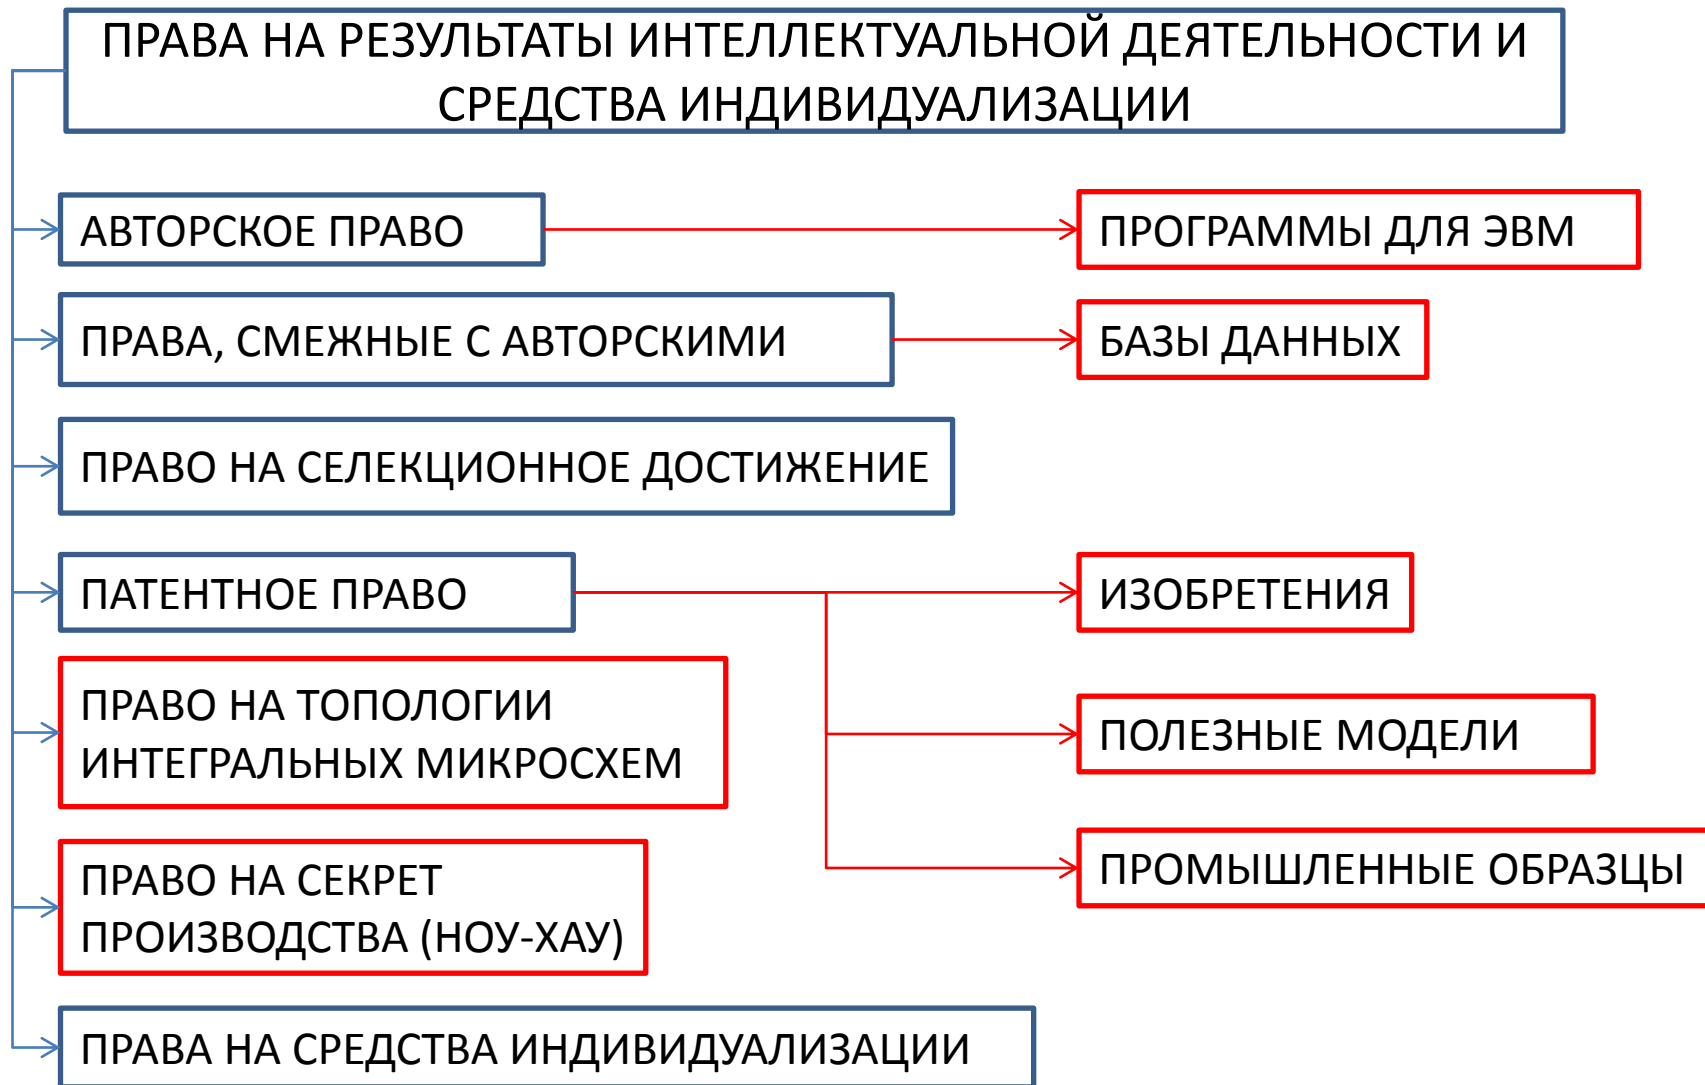 ПРАВА НА РЕЗУЛЬТАТЫ ИНТЕЛЛЕКТУАЛЬНОЙ ДЕЯТЕЛЬНОСТИ И
СРЕДСТВА ИНДИВИДУАЛИЗАЦИИ
АВТОРСКОЕ ПРАВО
ПРОГРАММЫ ДЛЯ ЭВМ
ПРАВА, СМЕЖНЫЕ С АВТОРСКИМИ
БАЗЫ ДАННЫХ
ПРАВО НА СЕЛЕКЦИОННОЕ ДОСТИЖЕНИЕ
ПАТЕНТНОЕ ПРАВО
ИЗОБРЕТЕНИЯ
ПРАВО НА ТОПОЛОГИИ
ИНТЕГРАЛЬНЫХ МИКРОСХЕМ
ПОЛЕЗНЫЕ МОДЕЛИ
ПРАВО НА СЕКРЕТ
ПРОИЗВОДСТВА (НОУ-ХАУ)
ПРОМЫШЛЕННЫЕ ОБРАЗЦЫ
ПРАВА НА СРЕДСТВА ИНДИВИДУАЛИЗАЦИИ